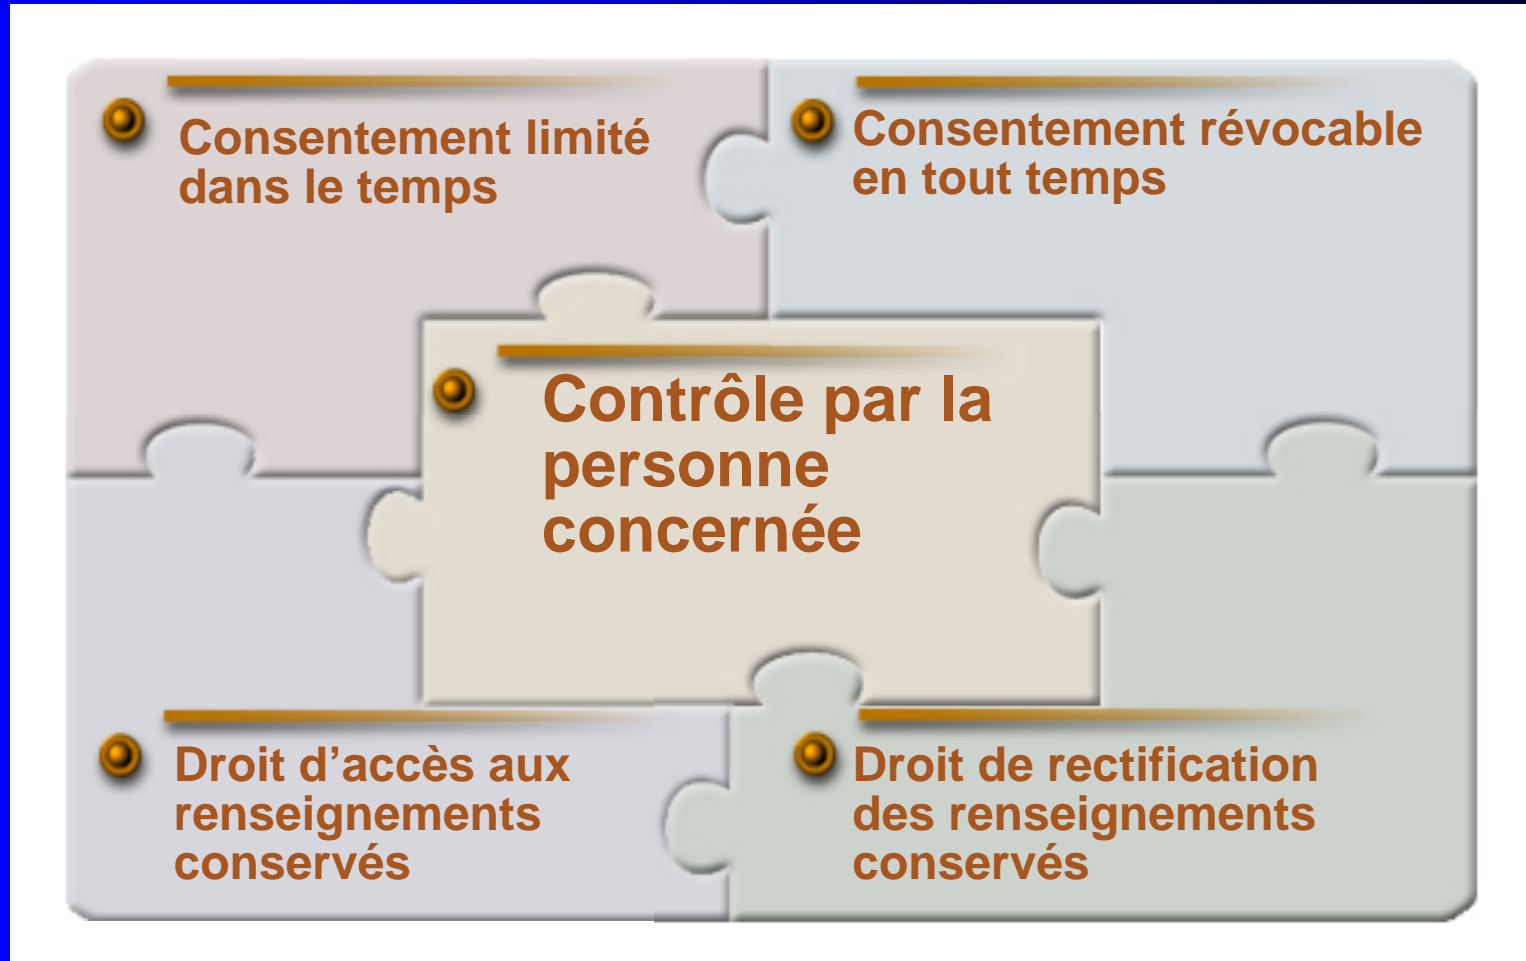 Consentement limité
dans le temps
Consentement révocable
en tout temps
Contrôle par la
personne
concernée
Droit d’accès aux
renseignements
conservés
Droit de rectification
des renseignements
conservés